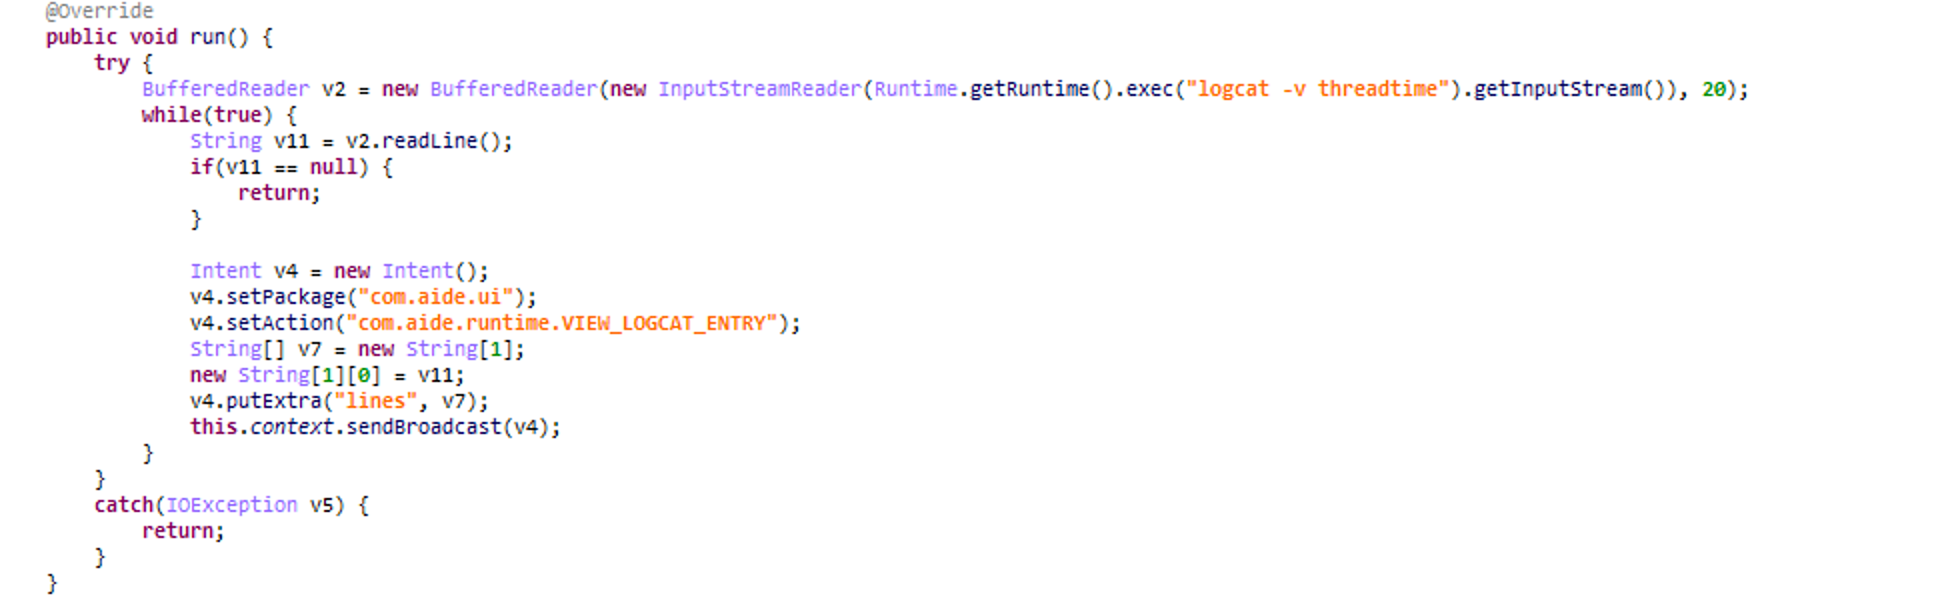 @Override
public void run() {
    try {
        BufferedReader v2 = new BufferedReader(new InputStreamReader(Runtime.getRuntime().exec("logcat -v threadtime").getInputStream()), 20);
        while(true) {
            String v11 = v2.readLine();
            if(v11 == null) {
                return;
            }

            Intent v4 = new Intent();
            v4.setPackage("com.aide.ui");
            v4.setAction("com.aide.runtime.VIEW_LOGCAT_ENTRY");
            String[] v7 = new String[1];
            new String[1][0] = v11;
            v4.putExtra("lines", v7);
            this.context.sendBroadcast(v4);
        }
    }
    catch(IOException v5) {
        return;
    }
}